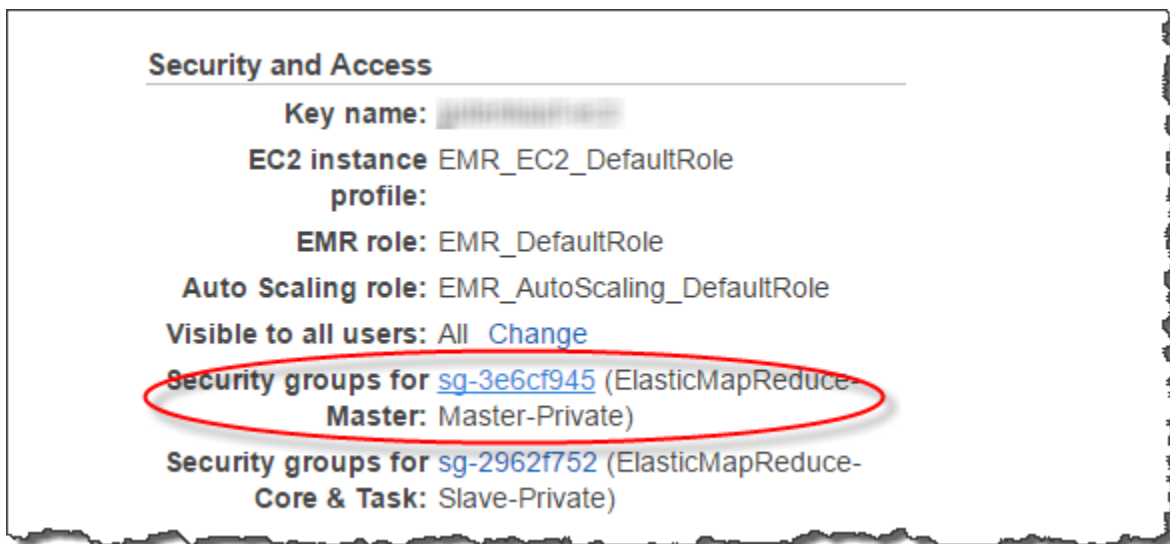 Security and Access
Key name:
EC2 instance EMR_EC2_DefaultRole
profile:
EMR role: EMR_DefaultRole
Auto Scaling role: EMR_AutoScaling_DefaultRole
Visible to all users: All Change
Security groups for sg-3e6cf945 (ElasticMapReduce-
Master: Master-Private)
Security groups for sg-2962f752 (ElasticMapReduce-
Core & Task: Slave-Private)